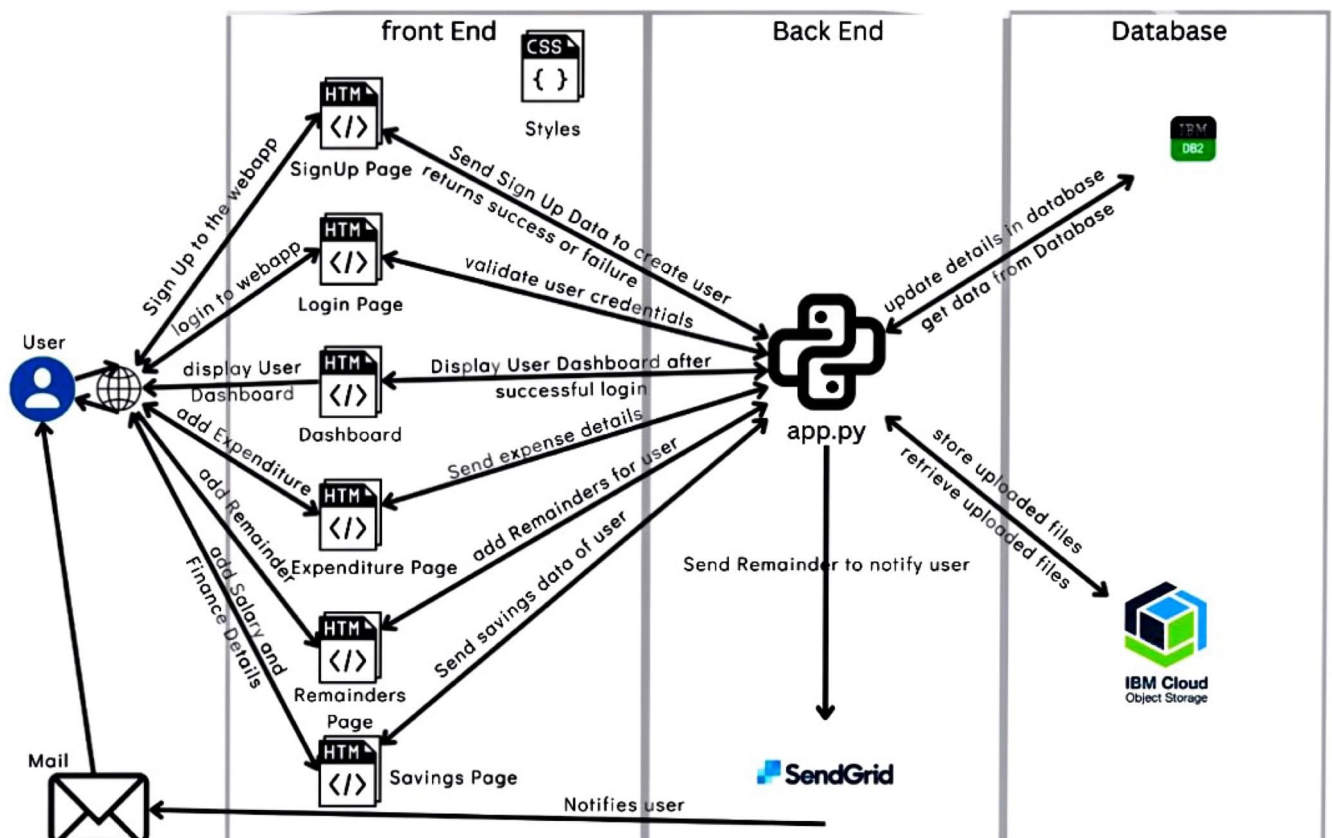 front End
Back End
Database
CSS
{ }
Styles
HTM
</>
SignUp Page
Sign Up to the webapp
Send Sign Up Data to create user
returns success or failure
IBM
DB2
HTM
</>
Login Page
login to webapp
validate user credentials
update details in database
get data from Database
User
display User
Dashboard
HTM
</>
Dashboard
Display User Dashboard after
successful login
app.py
add Expenditure
HTM
</>
Expenditure Page
Send expense details
store uploaded files
retrieve uploaded files
add Remainder
HTM
</>
Remainders
Page
add Remainders for user
Send Remainder to notify user
IBM Cloud
Object Storage
add Salary and
Finance Details
HTM
</>
Savings Page
Send savings data of user
SendGrid
Mail
Notifies user